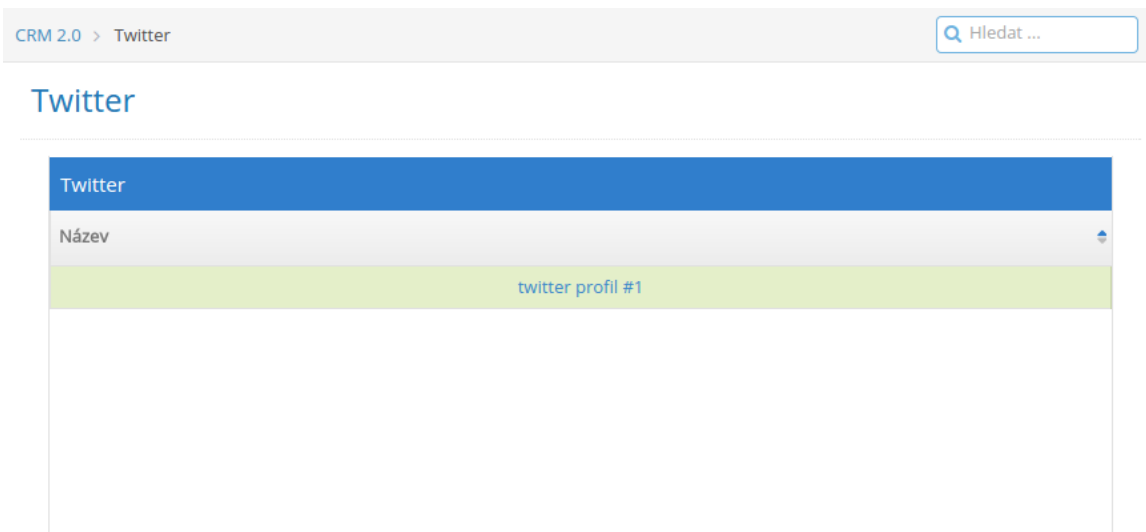 CRM 2.0 > Twitter
Hledat ...
Twitter
Twitter
Název
twitter profil #1